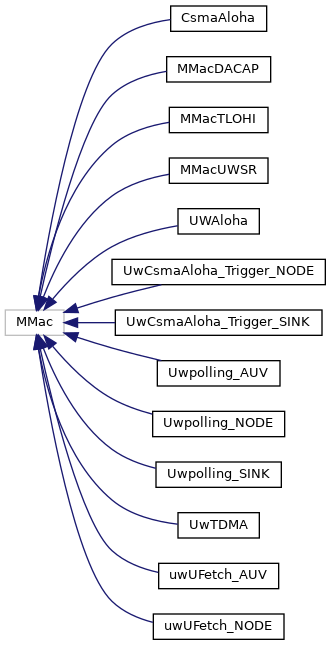 CsmaAloha
MMacDACAP
MMacTLOHI
MMacUWSR
UWAloha
UwCsmaAloha_Trigger_NODE
MMac
UwCsmaAloha_Trigger_SINK
Uwpolling_AUV
Uwpolling_NODE
Uwpolling_SINK
UwTDMA
uwUFetch_AUV
uwUFetch_NODE